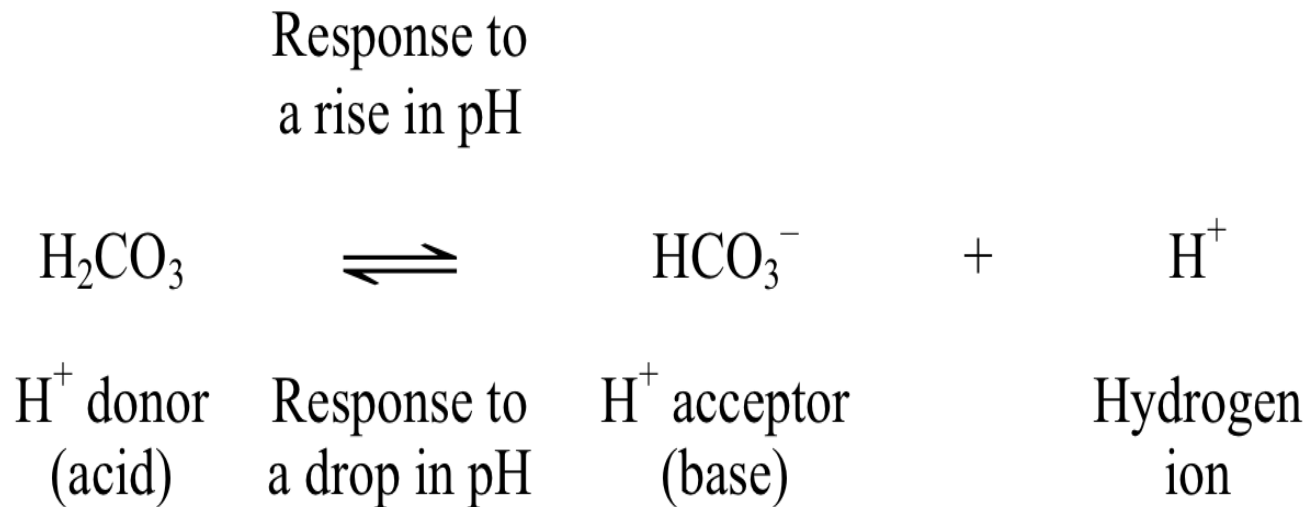 Response to
a rise in pH
H₂CO₃ ⇌ HCO₃⁻ + H⁺
H⁺ donor Response to H⁺ acceptor Hydrogen
(acid) a drop in pH (base) ion